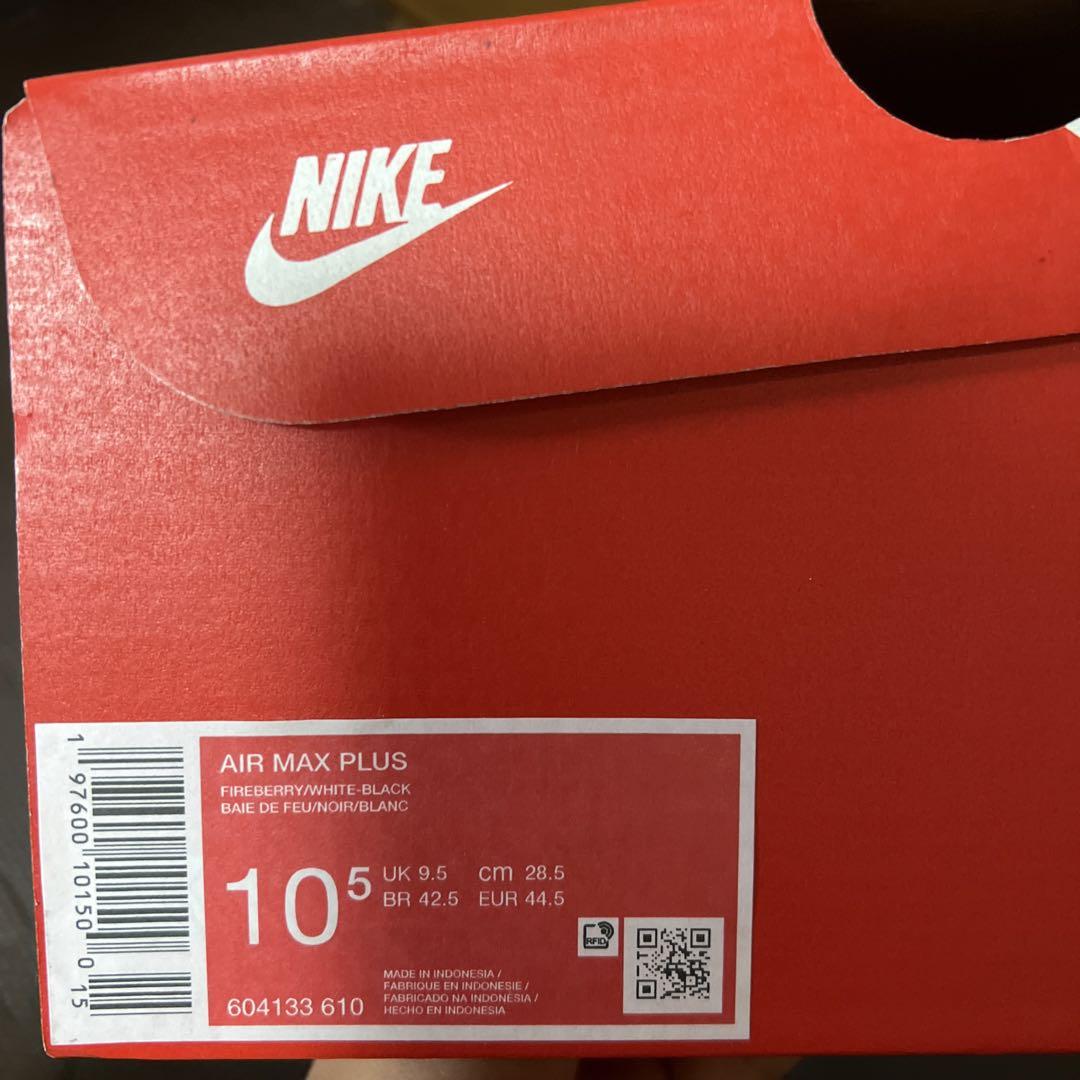 NIKE
AIR MAX PLUS
FIREBERRY/WHITE-BLACK
BAIE DE FEU/NOIR/BLANC
10⁵
UK 9.5 cm 28.5
BR 42.5 EUR 44.5
RFID
MADE IN INDONESIA /
FABRIQUE EN INDONESIE /
FABRICADO NA INDONÉSIA /
HECHO EN INDONESIA
604133 610
1 97600 10150 0 15